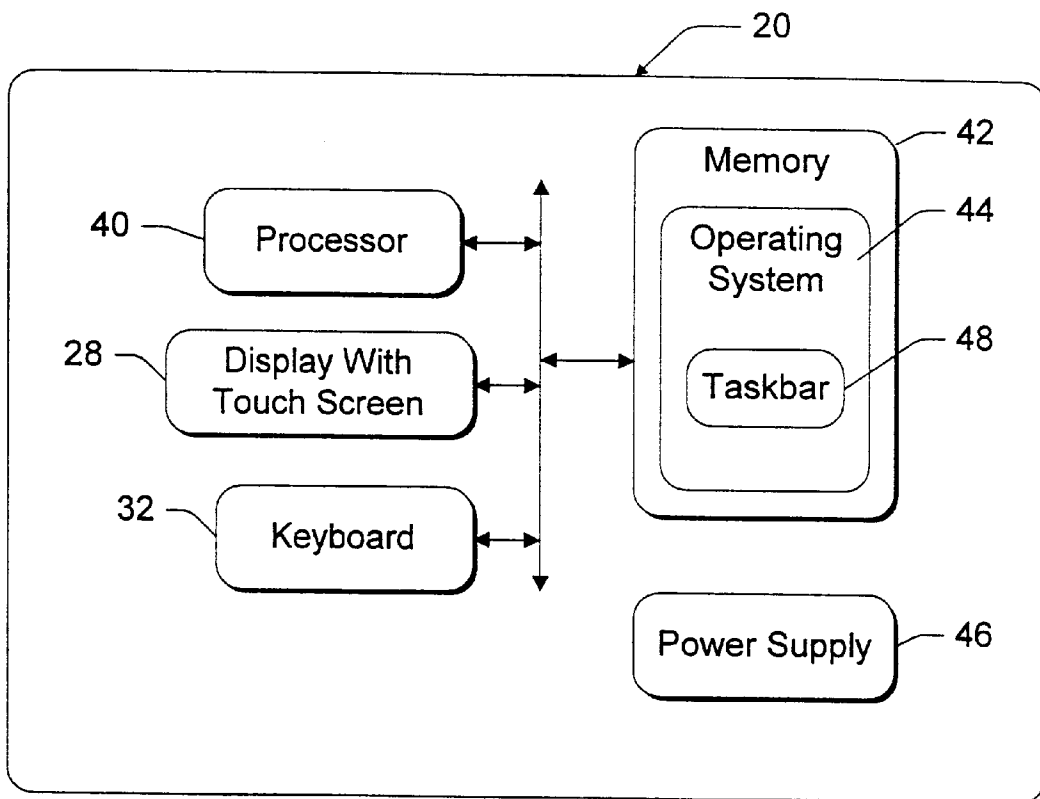 20
42
Memory
44
Operating
System
40
Processor
48
Taskbar
28
Display With
Touch Screen
32
Keyboard
46
Power Supply